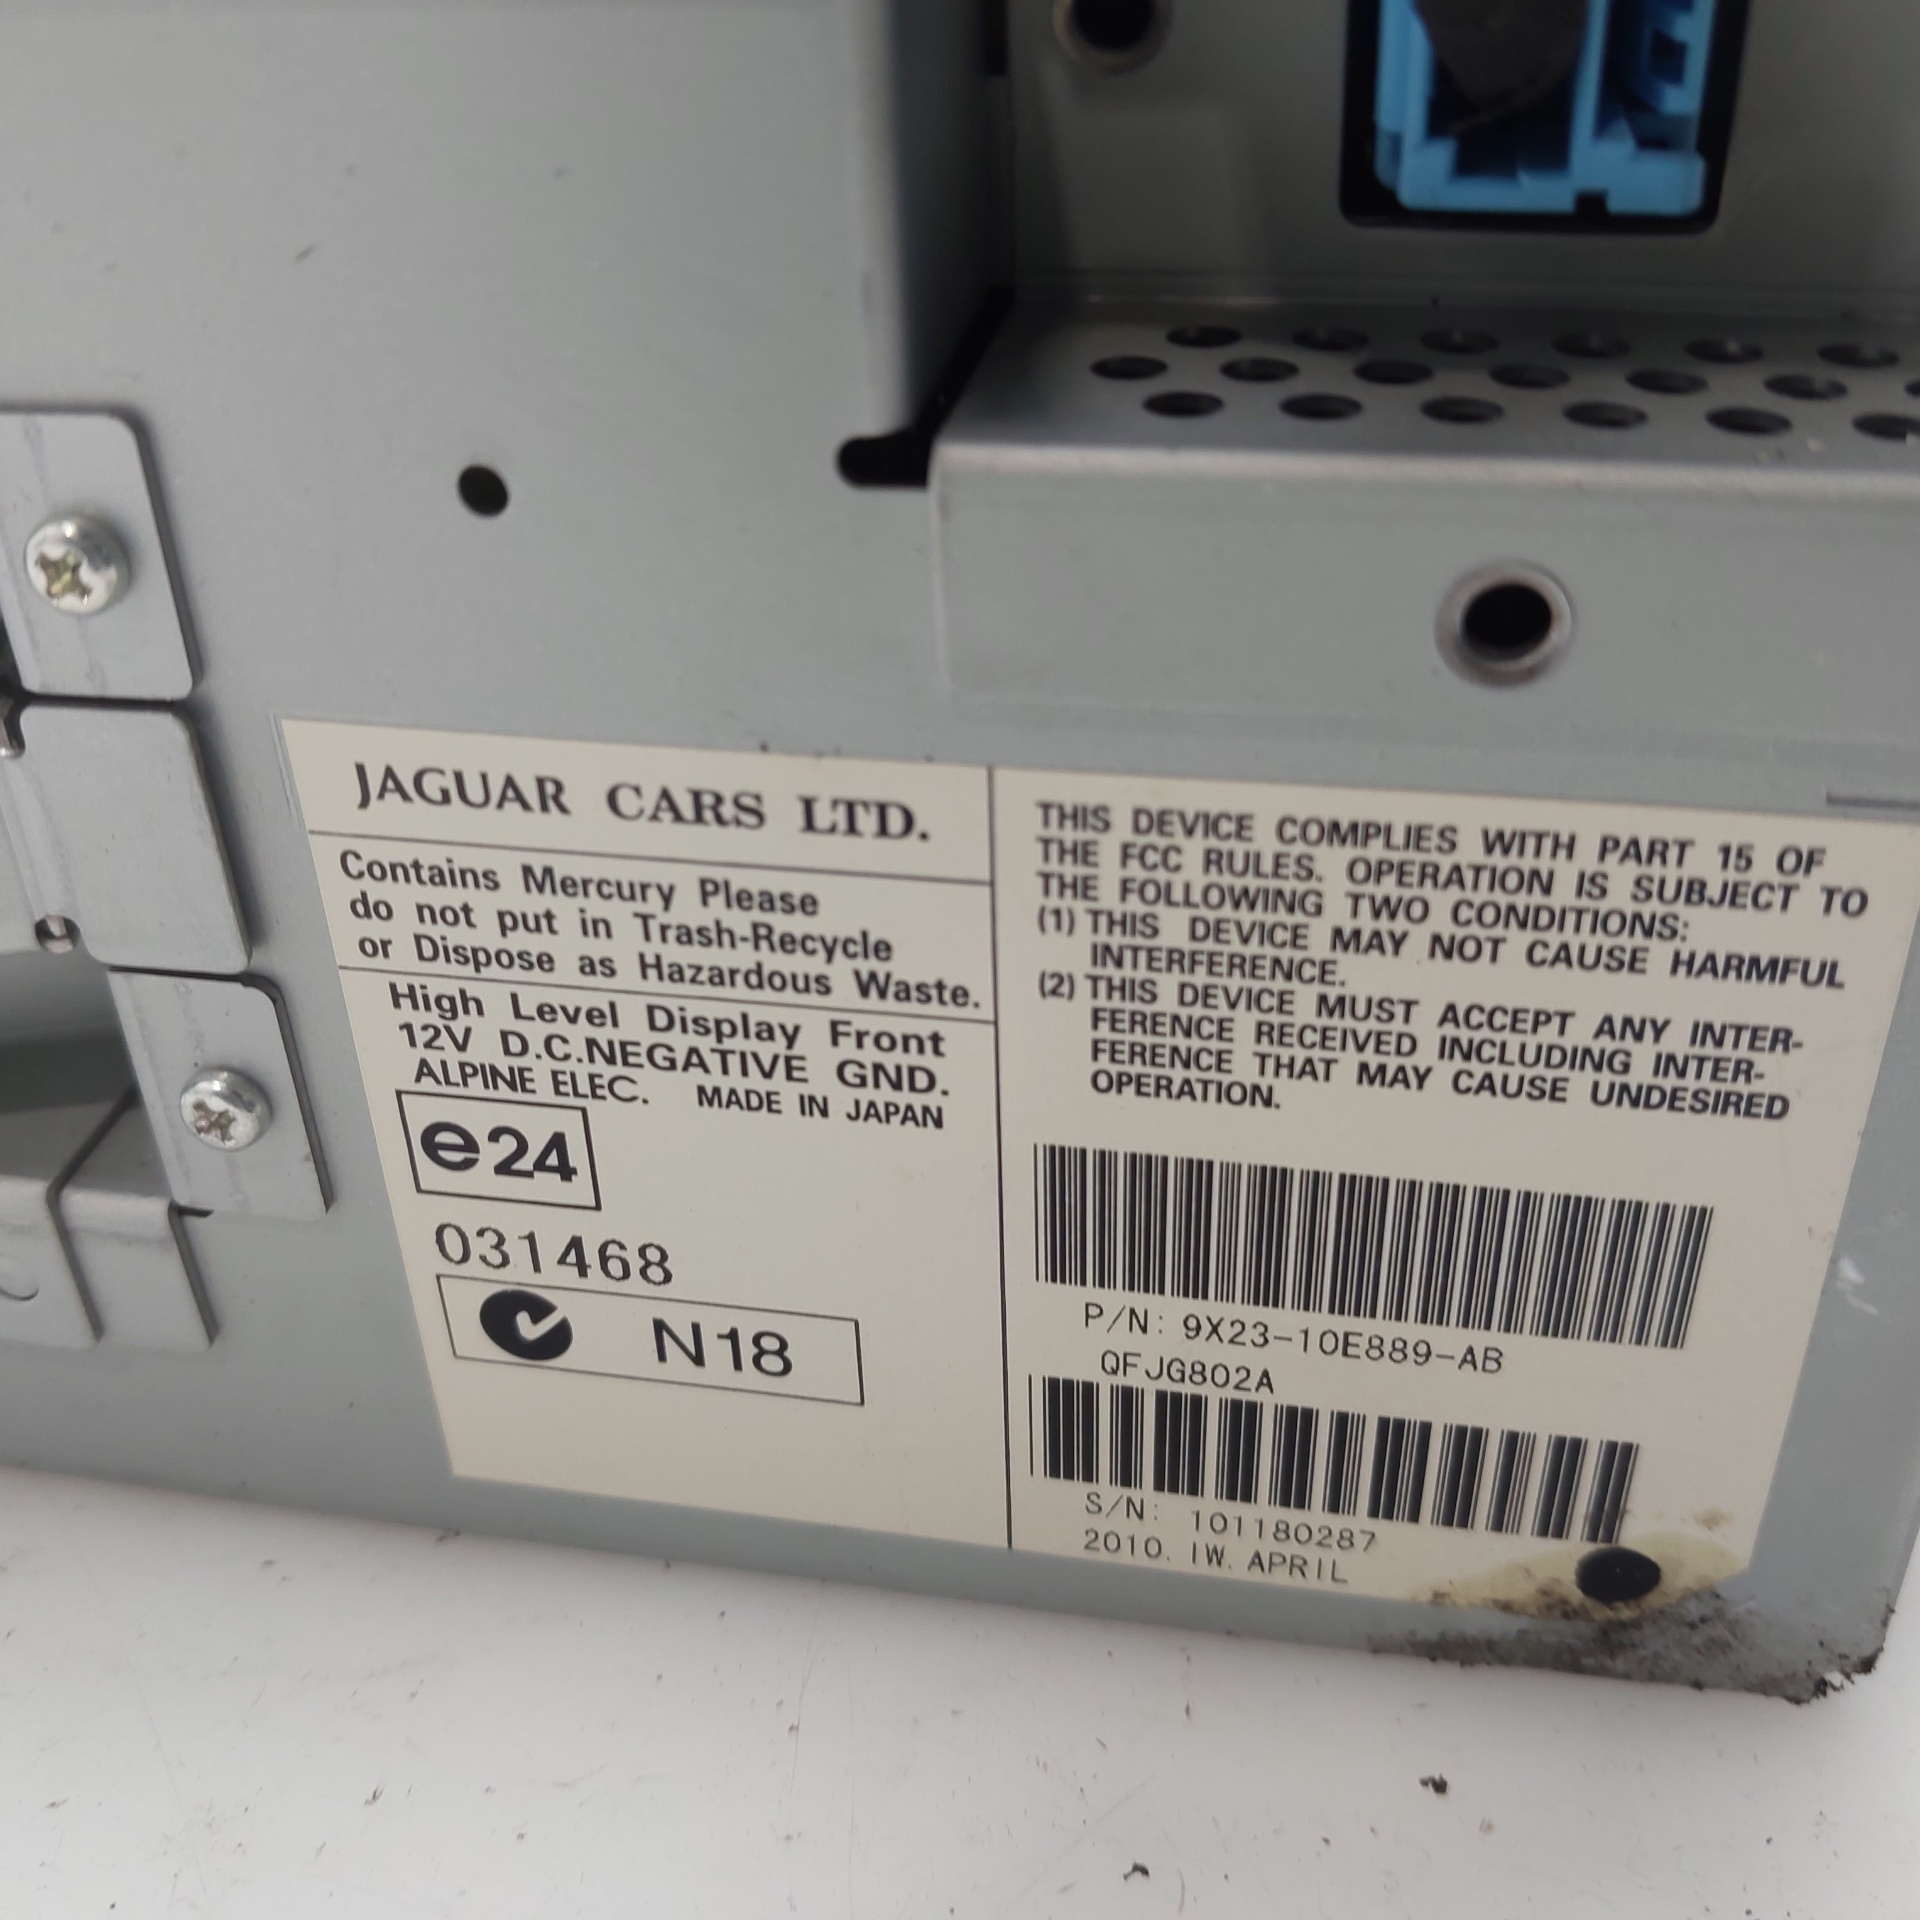 JAGUAR CARS LTD.
Contains Mercury Please
do not put in Trash-Recycle
or Dispose as Hazardous Waste.
High Level Display Front
12V D.C.NEGATIVE GND.
ALPINE ELEC. MADE IN JAPAN
e24
031468
N18
THIS DEVICE COMPLIES WITH PART 15 OF
THE FCC RULES. OPERATION IS SUBJECT TO
THE FOLLOWING TWO CONDITIONS:
(1) THIS DEVICE MAY NOT CAUSE HARMFUL
INTERFERENCE.
(2) THIS DEVICE MUST ACCEPT ANY INTER-
FERENCE RECEIVED INCLUDING INTER-
FERENCE THAT MAY CAUSE UNDESIRED
OPERATION.
P/N: 9X23-10E889-AB
QFJG802A
S/N: 101180287
2010. IW. APRIL